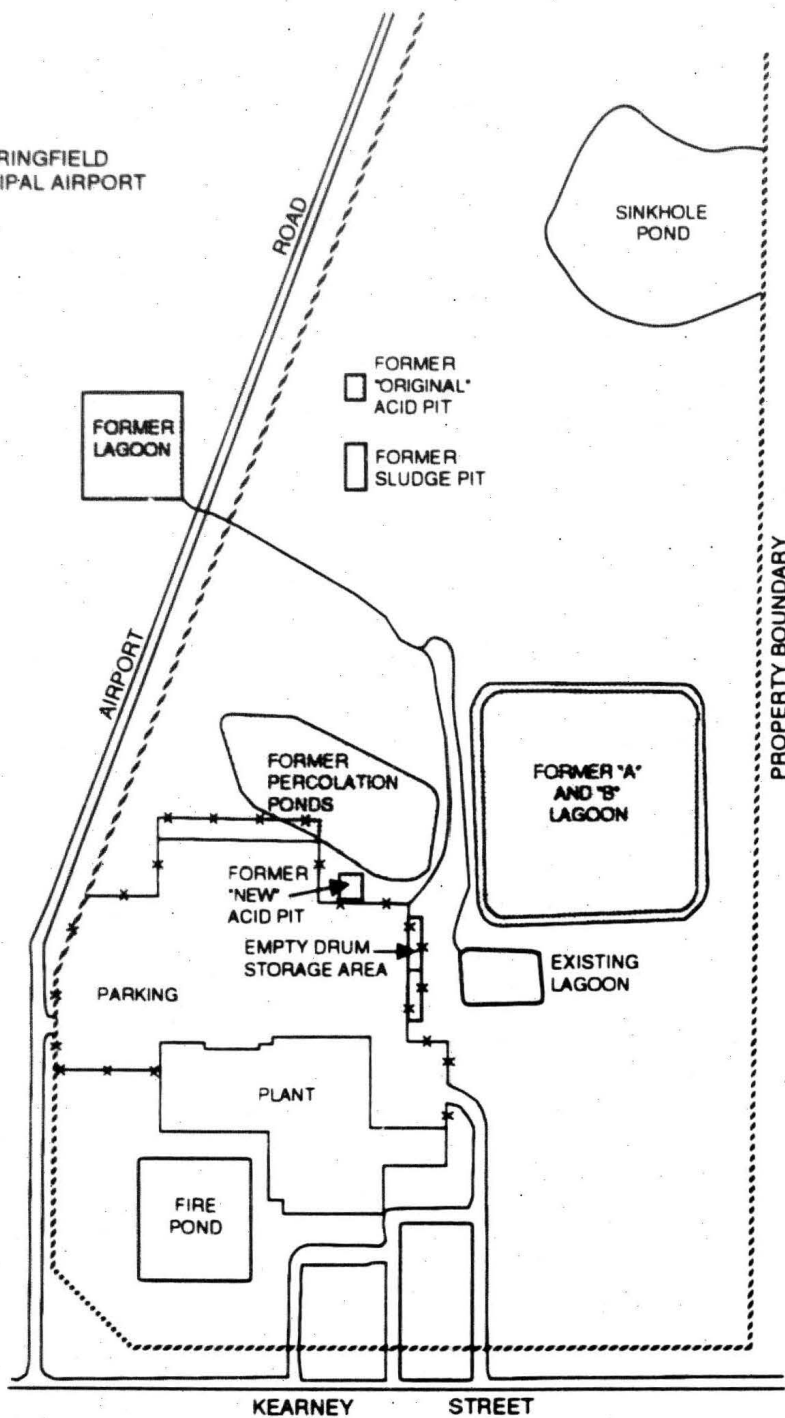 RINGFIELD
IPAL AIRPORT
ROAD
SINKHOLE
POND
FORMER
"ORIGINAL"
ACID PIT
FORMER
LAGOON
FORMER
SLUDGE PIT
PROPERTY BOUNDARY
AIRPORT
FORMER
PERCOLATION
PONDS
FORMER "A"
AND "B"
LAGOON
FORMER
"NEW"
ACID PIT
EMPTY DRUM
STORAGE AREA
EXISTING
LAGOON
PARKING
PLANT
FIRE
POND
KEARNEY STREET